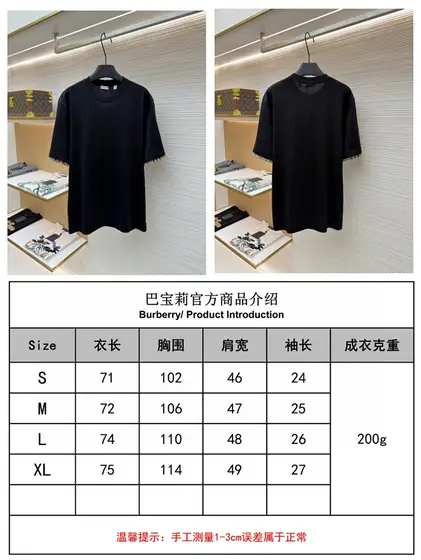 巴宝莉官方商品介绍
Burberry/ Product Introduction
Size 衣长 胸围 肩宽 袖长 成衣克重
S 71 102 46 24
M 72 106 47 25
L 74 110 48 26
XL 75 114 49 27
200g
温馨提示：手工测量1-3cm误差属于正常